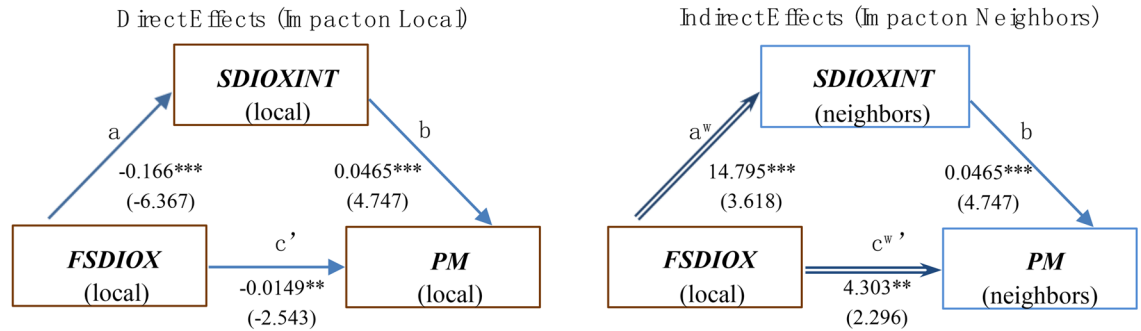 Direct Effects (Impact on Local)
SDIOXINT
(local)
a
b
-0.166***
(-6.367)
0.0465***
(4.747)
FSDIOX
(local)
c’
-0.0149**
(-2.543)
PM
(local)
Indirect Effects (Impact on Neighbors)
SDIOXINT
(neighbors)
aʷ
b
14.795***
(3.618)
0.0465***
(4.747)
FSDIOX
(local)
cʷ’
4.303**
(2.296)
PM
(neighbors)